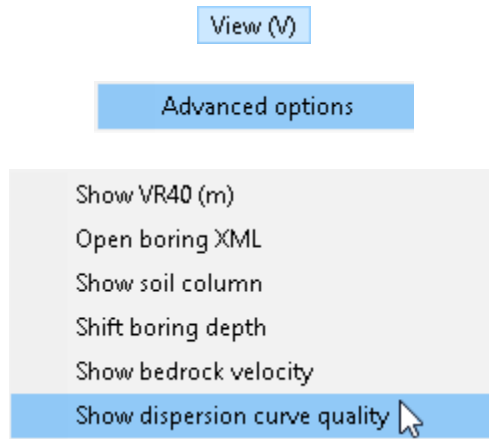 View (V)
Advanced options
Show VR40 (m)
Open boring XML
Show soil column
Shift boring depth
Show bedrock velocity
Show dispersion curve quality